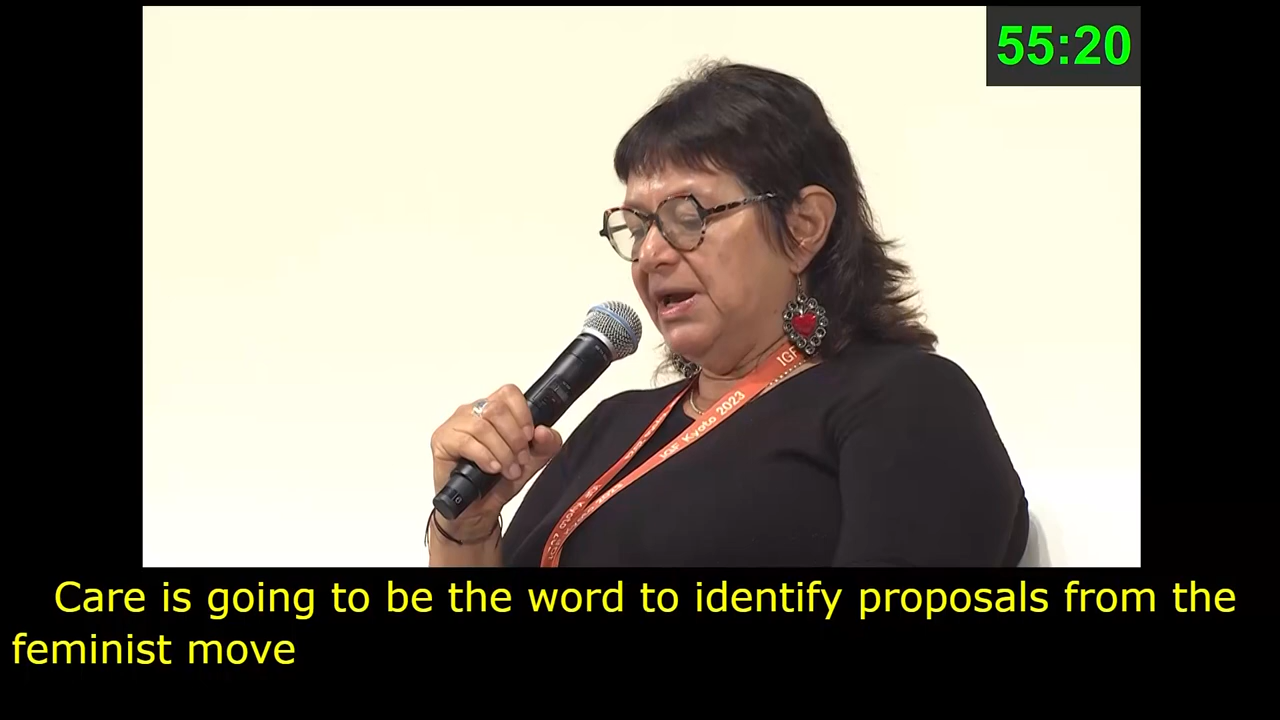 55:20
IGF
IGF Kyoto 2023
Care is going to be the word to identify proposals from the
feminist move